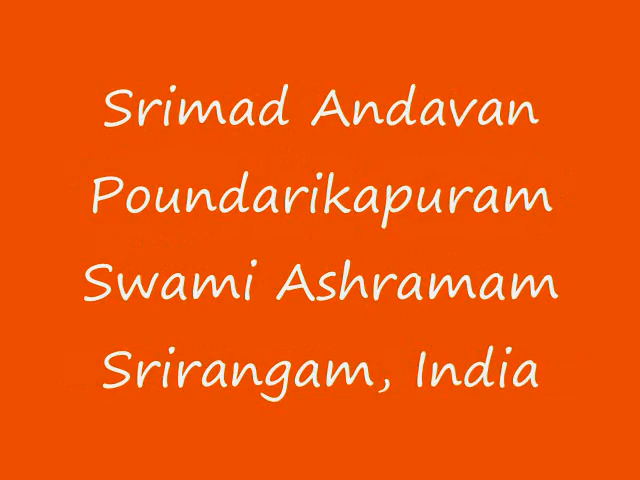 Srimad Andavan
Poundarikapuram
Swami Ashramam
Srirangam, India